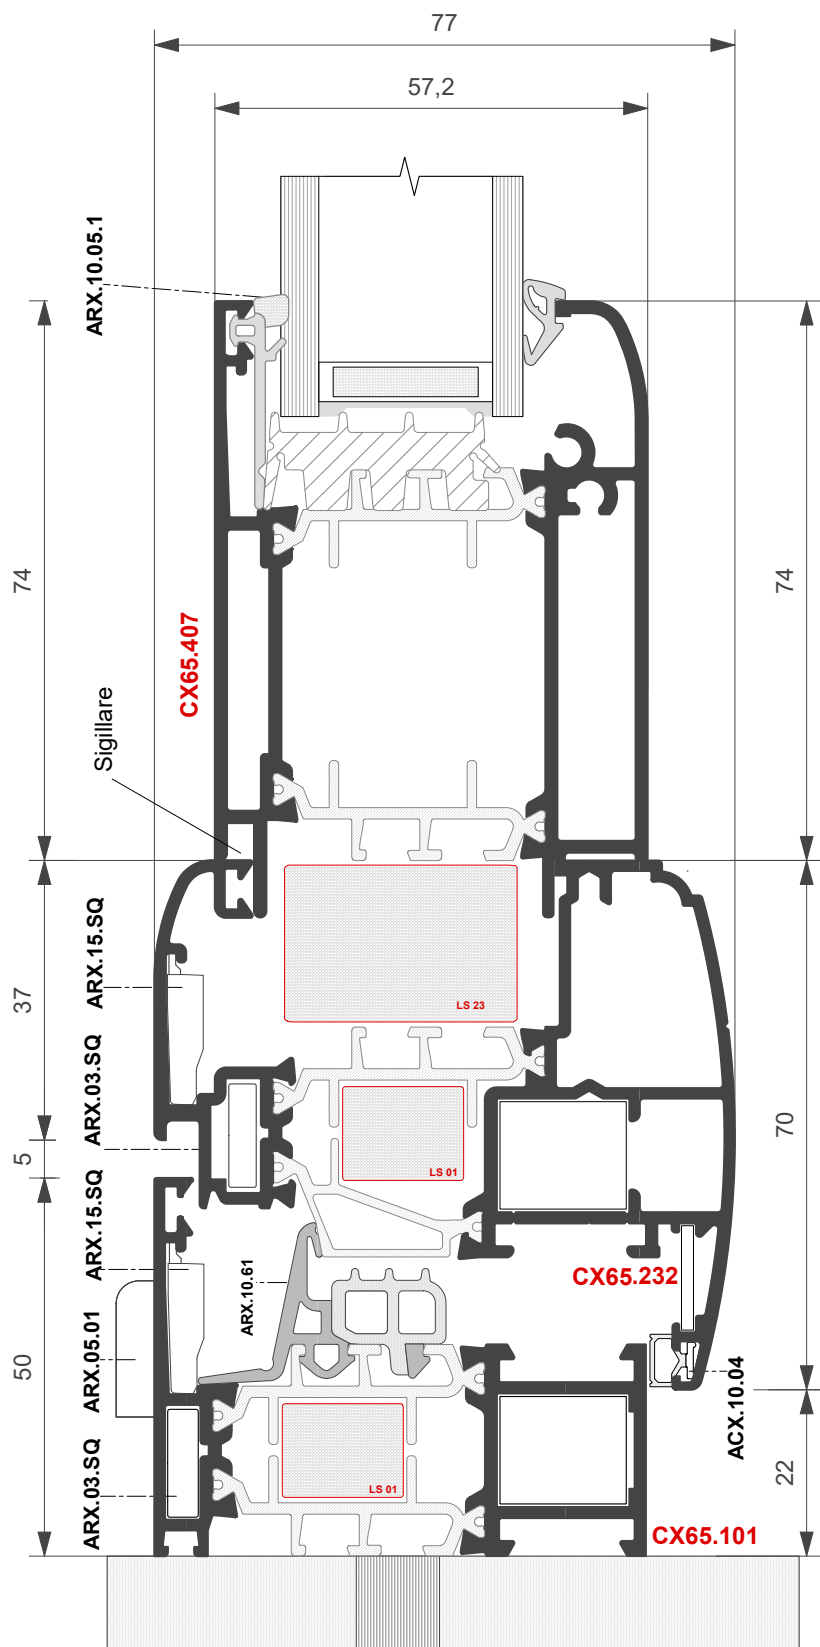 77
57,2
ARX.10.05.1
74
74
CX65.407
Sigillare
ARX.15.SQ
37
LS 23
ARX.03.SQ
5
LS 01
70
ARX.15.SQ
ARX.10.61
CX65.232
ARX.05.01
50
ACX.10.04
ARX.03.SQ
LS 01
22
CX65.101